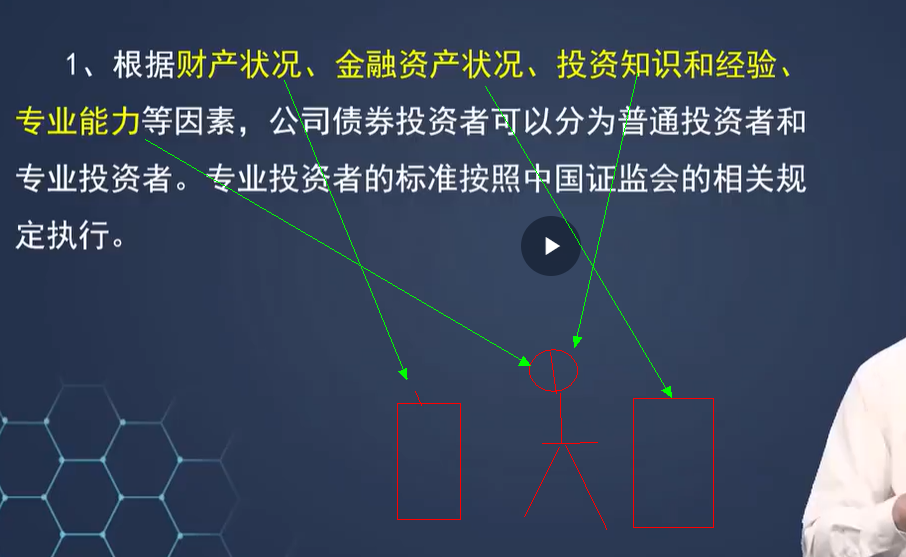 1、根据财产状况、金融资产状况、投资知识和经验、
专业能力等因素，公司债券投资者可以分为普通投资者和
专业投资者。专业投资者的标准按照中国证监会的相关规
定执行。